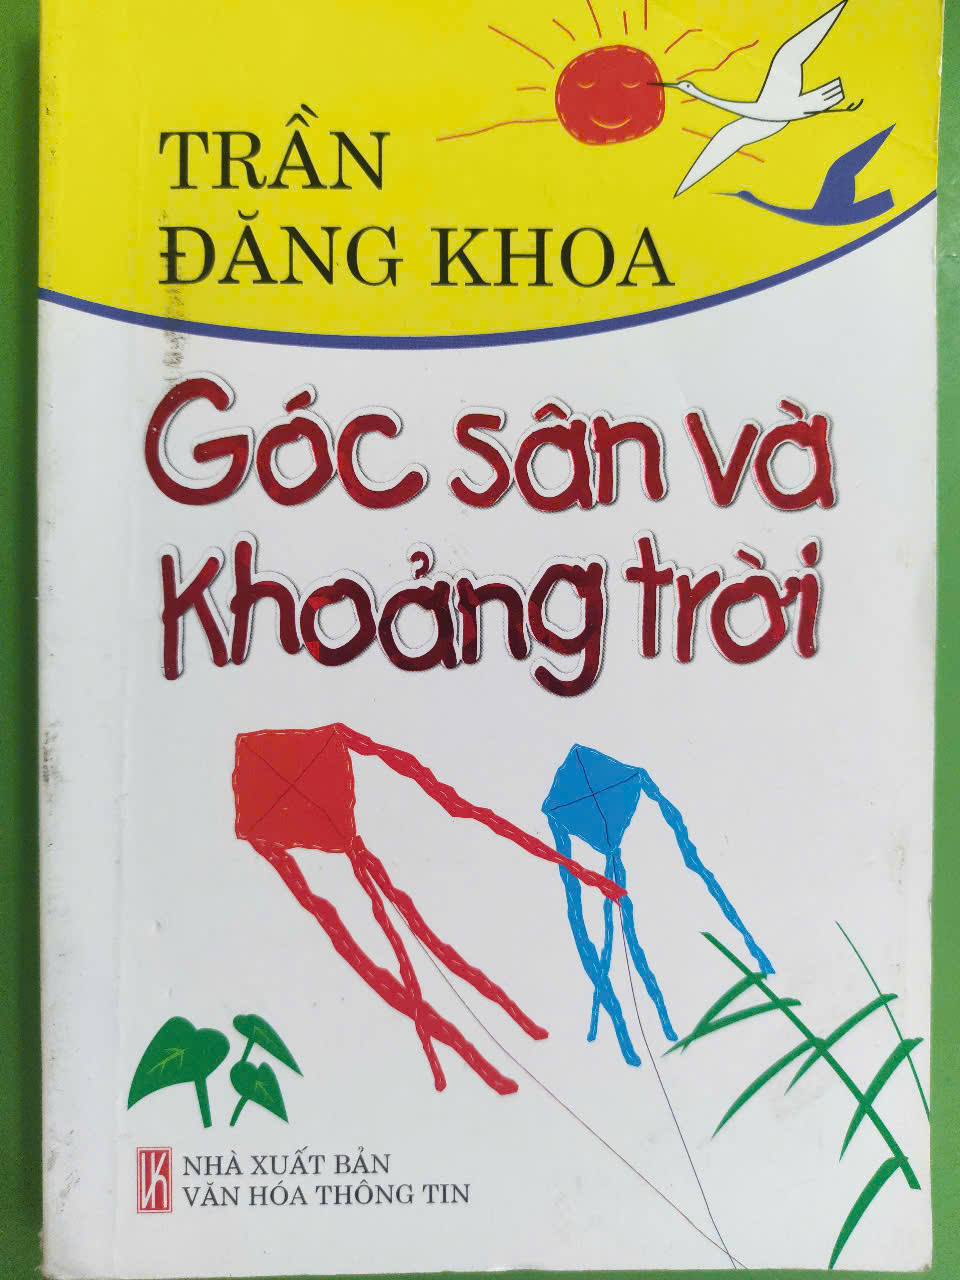 TRẦN
ĐĂNG KHOA
Góc sân và
Khoảng trời
NHÀ XUẤT BẢN
VĂN HÓA THÔNG TIN